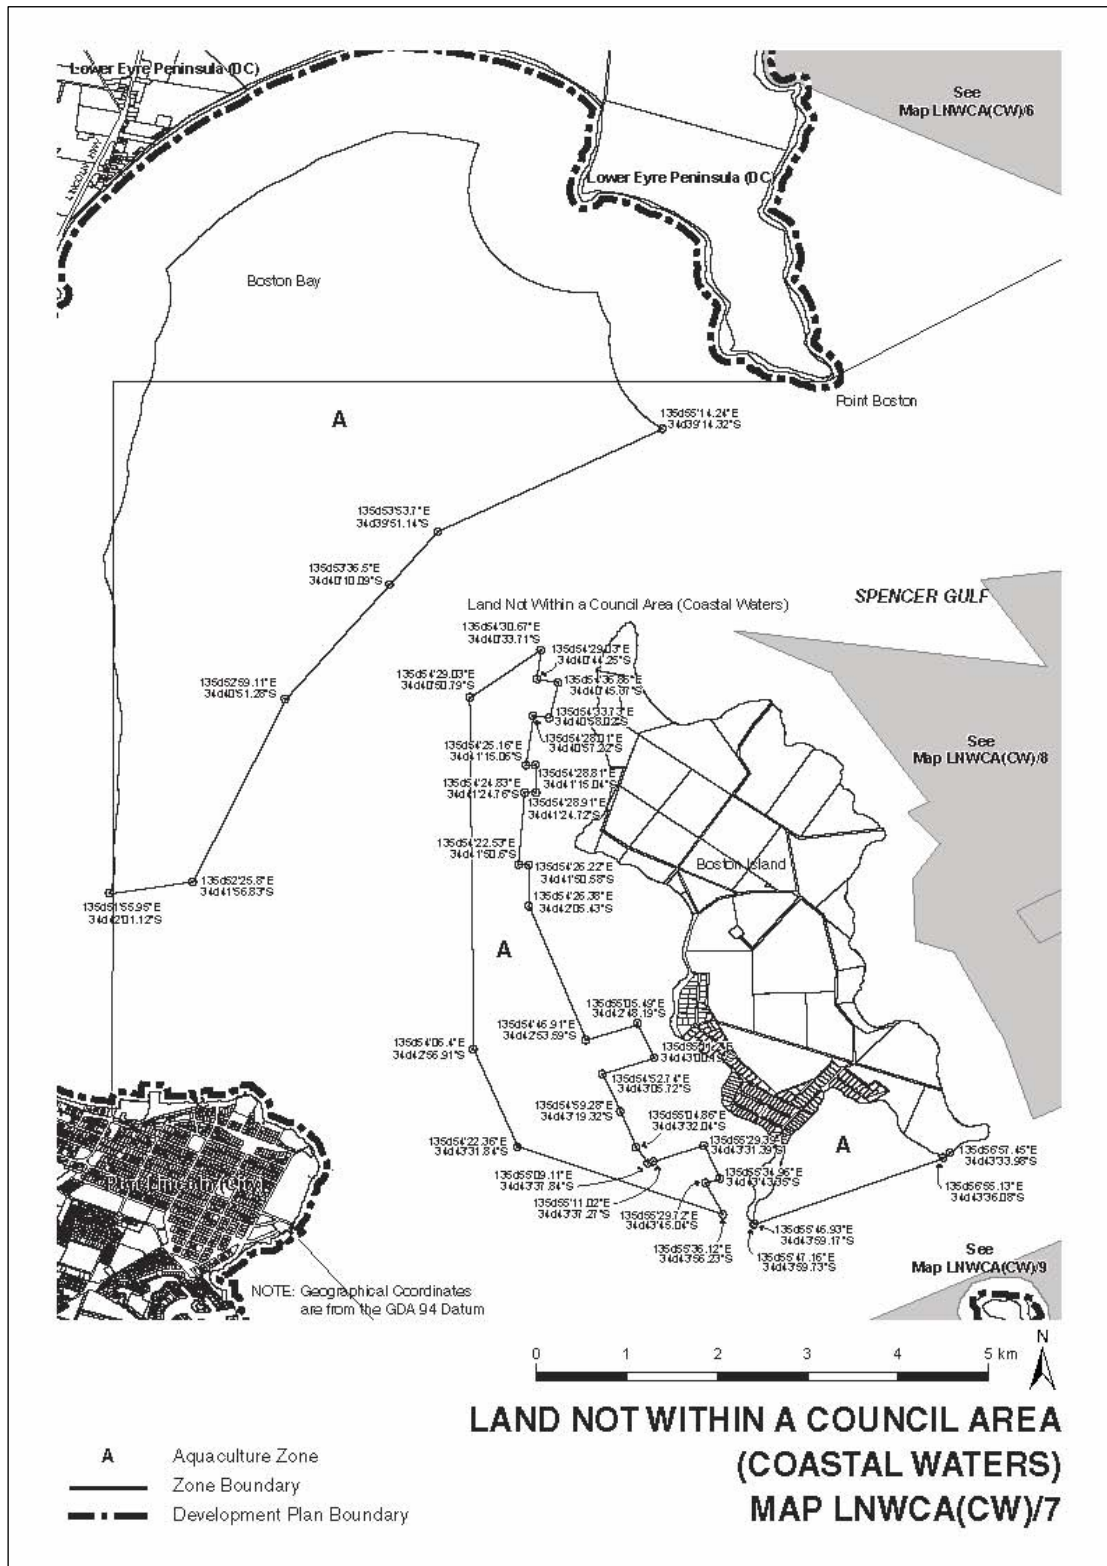 Lower Eyre Peninsula (DC)
See
Map LNWCA(CW)/6
Lower Eyre Peninsula (DC)
Boston Bay
Point Boston
A
135d55'14.24"E
34d39'14.32"S
135d53'53.7"E
34d39'51.14"S
135d53'36.5"E
34d40'10.09"S
SPENCER GULF
Land Not Within a Council Area (Coastal Waters)
135d54'30.67"E
34d40'33.71"S
135d54'29.03"E
34d40'44.25"S
135d54'29.03"E
34d40'50.79"S
135d54'36.86"E
34d40'45.87"S
135d52'59.11"E
34d40'51.28"S
135d54'33.73"E
34d40'58.02"S
135d54'28.01"E
34d40'57.22"S
See
Map LNWCA(CW)/8
135d54'25.16"E
34d41'15.06"S
135d54'28.81"E
34d41'15.04"S
135d54'24.83"E
34d41'24.76"S
135d54'28.91"E
34d41'24.72"S
135d54'22.53"E
34d41'50.6"S
Boston Island
135d54'26.22"E
34d41'50.58"S
135d52'25.8"E
34d41'56.83"S
135d51'55.95"E
34d42'01.12"S
135d54'26.38"E
34d42'05.43"S
A
135d55'05.49"E
34d42'48.19"S
135d54'46.91"E
34d42'53.59"S
135d54'06.4"E
34d42'56.91"S
135d54'52.74"E
34d43'05.72"S
135d54'59.28"E
34d43'19.32"S
135d55'04.86"E
34d43'32.04"S
135d54'22.36"E
34d43'31.84"S
135d55'29.39"E
34d43'31.39"S
A
135d56'57.45"E
34d43'33.96"S
135d56'55.13"E
34d43'36.08"S
135d55'09.11"E
34d43'37.84"S
135d55'34.96"E
34d43'43.35"S
135d55'11.02"E
34d43'37.27"S
135d55'29.72"E
34d43'45.04"S
135d55'46.93"E
34d43'59.17"S
135d55'36.12"E
34d43'56.23"S
135d55'47.16"E
34d43'59.73"S
Port Lincoln (City)
See
Map LNWCA(CW)/9
NOTE: Geographical Coordinates
are from the GDA 94 Datum
0 1 2 3 4 5 km
N
LAND NOT WITHIN A COUNCIL AREA
(COASTAL WATERS)
MAP LNWCA(CW)/7
A Aquaculture Zone
Zone Boundary
Development Plan Boundary